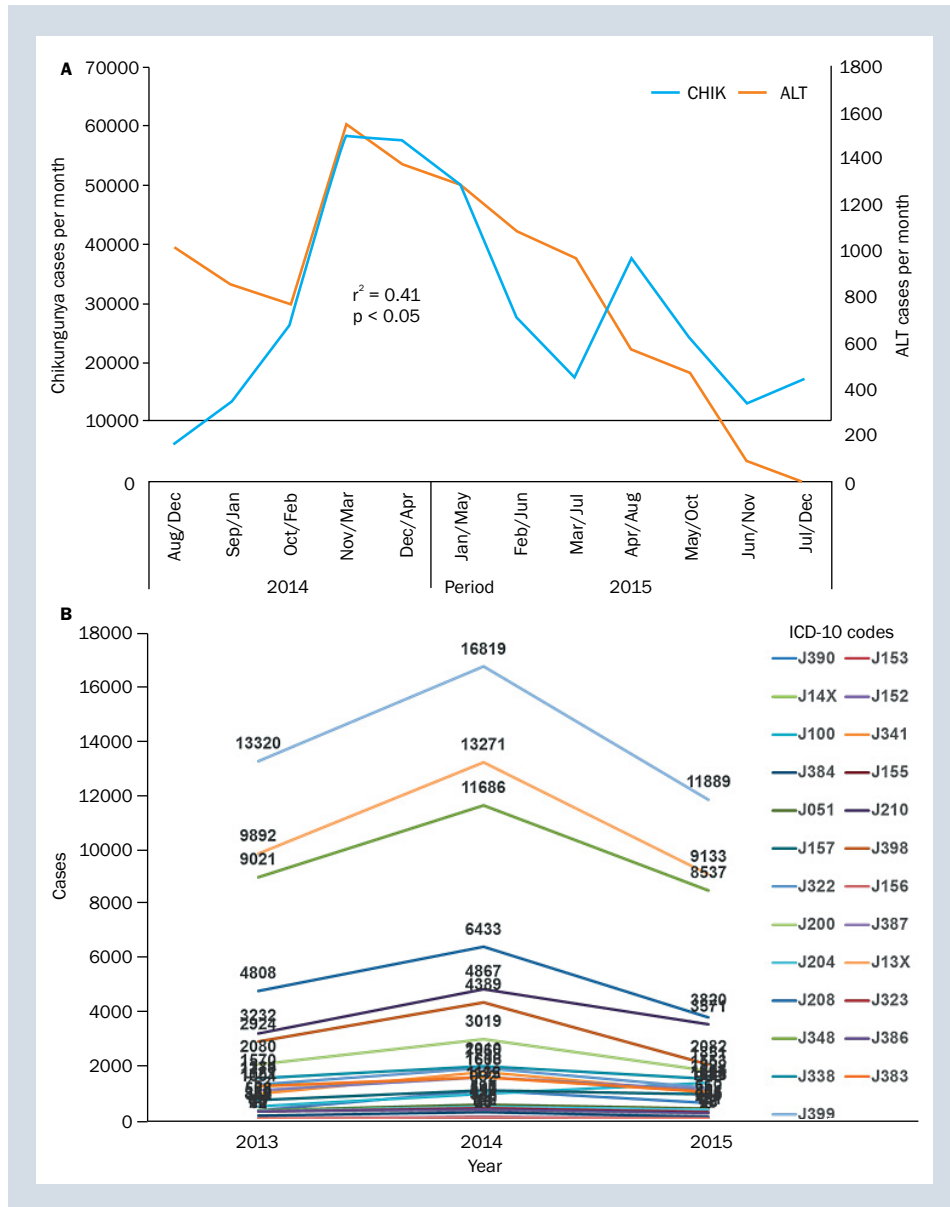 A
70000
60000
50000
40000
30000
20000
10000
0
Chikungunya cases per month
CHIK ALT
r² = 0.41
p < 0.05
1800
1600
1400
1200
1000
800
600
400
200
0
ALT cases per month
Aug/Dec
Sep/Jan
Oct/Feb
Nov/Mar
Dec/Apr
Jan/May
Feb/Jun
Mar/Jul
Apr/Aug
May/Oct
Jun/Nov
Jul/Dec
2014 Period 2015
B
18000
16000
14000
12000
10000
8000
6000
4000
2000
0
Cases
13320
9892
9021
4808
3232
2924
2080
1570
16819
13271
11686
6433
4867
4389
3019
11889
9133
8537
3820
3571
2082
2013 2014 2015
Year
ICD-10 codes
J390 J153
J14X J152
J100 J341
J384 J155
J051 J210
J157 J398
J322 J156
J200 J387
J204 J13X
J208 J323
J348 J386
J338 J383
J399